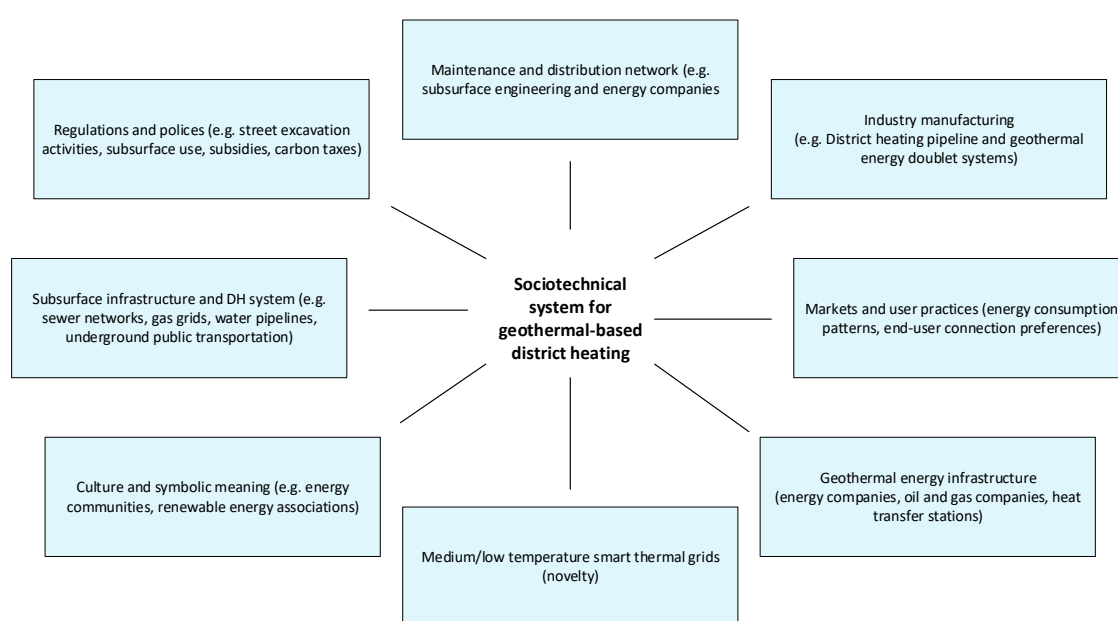 Maintenance and distribution network (e.g.
subsurface engineering and energy companies
Regulations and polices (e.g. street excavation
activities, subsurface use, subsidies, carbon taxes)
Industry manufacturing
(e.g. District heating pipeline and geothermal
energy doublet systems)
Subsurface infrastructure and DH system (e.g.
sewer networks, gas grids, water pipelines,
underground public transportation)
Sociotechnical
system for
geothermal-based
district heating
Markets and user practices (energy consumption
patterns, end-user connection preferences)
Culture and symbolic meaning (e.g. energy
communities, renewable energy associations)
Medium/low temperature smart thermal grids
(novelty)
Geothermal energy infrastructure
(energy companies, oil and gas companies, heat
transfer stations)